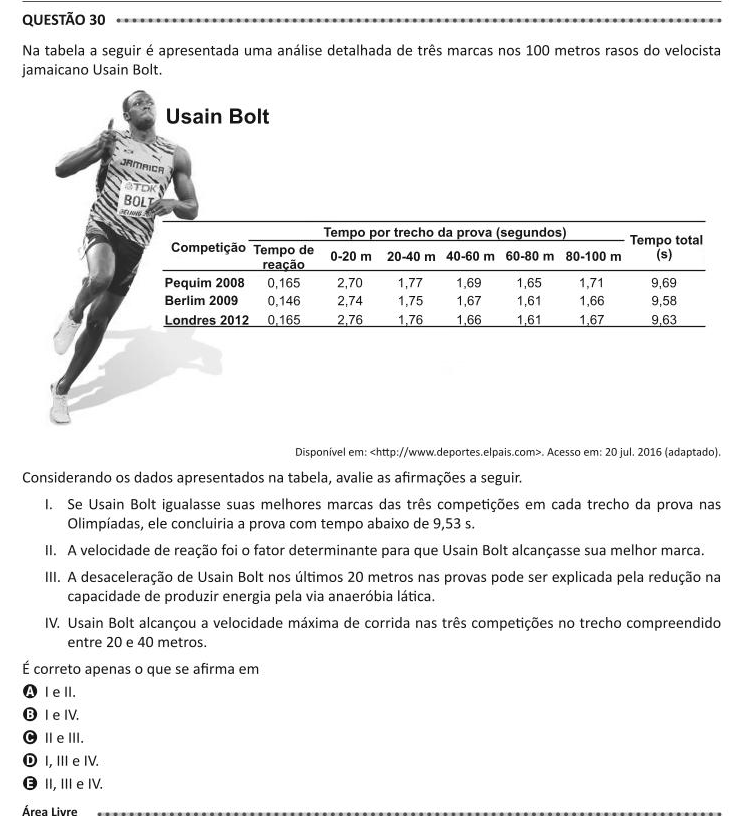 QUESTÃO 30
Na tabela a seguir é apresentada uma análise detalhada de três marcas nos 100 metros rasos do velocista
jamaicano Usain Bolt.
Usain Bolt
JAMAICA
TDK
BOLT
Tempo por trecho da prova (segundos)
Competição Tempo de reação 0-20 m 20-40 m 40-60 m 60-80 m 80-100 m Tempo total (s)
Pequim 2008 0,165 2,70 1,77 1,69 1,65 1,71 9,69
Berlim 2009 0,146 2,74 1,75 1,67 1,61 1,66 9,58
Londres 2012 0,165 2,76 1,76 1,66 1,61 1,67 9,63
Disponível em: <http://www.deportes.elpais.com>. Acesso em: 20 jul. 2016 (adaptado).
Considerando os dados apresentados na tabela, avalie as afirmações a seguir.
I. Se Usain Bolt igualasse suas melhores marcas das três competições em cada trecho da prova nas
Olimpíadas, ele concluiria a prova com tempo abaixo de 9,53 s.
II. A velocidade de reação foi o fator determinante para que Usain Bolt alcançasse sua melhor marca.
III. A desaceleração de Usain Bolt nos últimos 20 metros nas provas pode ser explicada pela redução na
capacidade de produzir energia pela via anaeróbia lática.
IV. Usain Bolt alcançou a velocidade máxima de corrida nas três competições no trecho compreendido
entre 20 e 40 metros.
É correto apenas o que se afirma em
A I e II.
B I e IV.
C II e III.
D I, III e IV.
E II, III e IV.
Área Livre